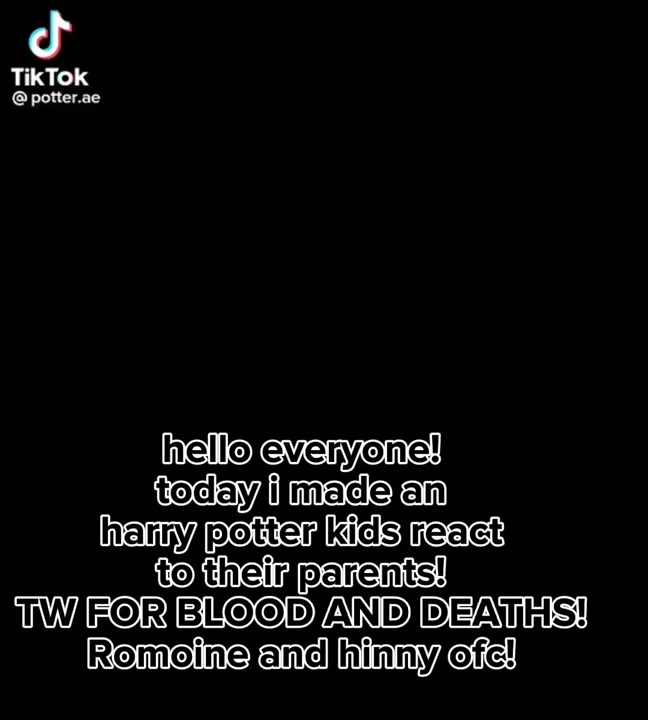 TikTok
@ potter.ae
hello everyone!
today i made an
harry potter kids react
to their parents!
TW FOR BLOOD AND DEATHS!
Romoine and hinny ofc!